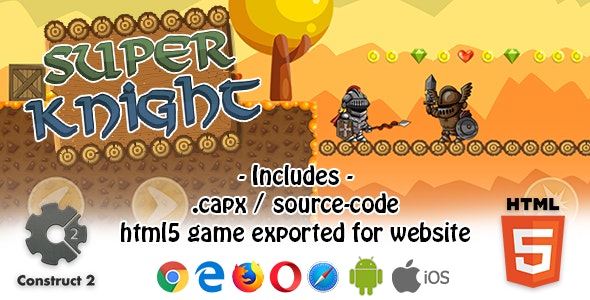 SUPER
KNIGHT
- Includes -
.capx / source-code
html5 game exported for website
2
Construct 2
HTML
5
iOS